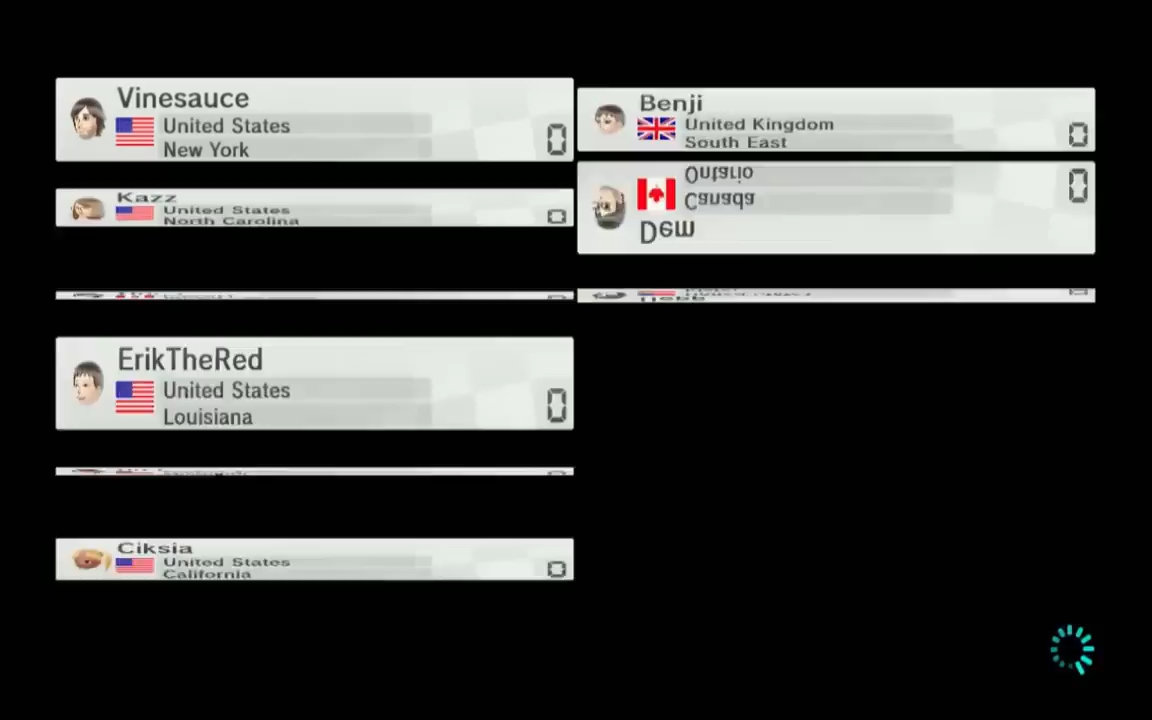 Vinesauce
United States
New York
0
Kazz
United States
North Carolina
0
ErikTheRed
United States
Louisiana
0
Ciksia
United States
California
0
Benji
United Kingdom
South East
0
Ontario
Canada
Dem
0